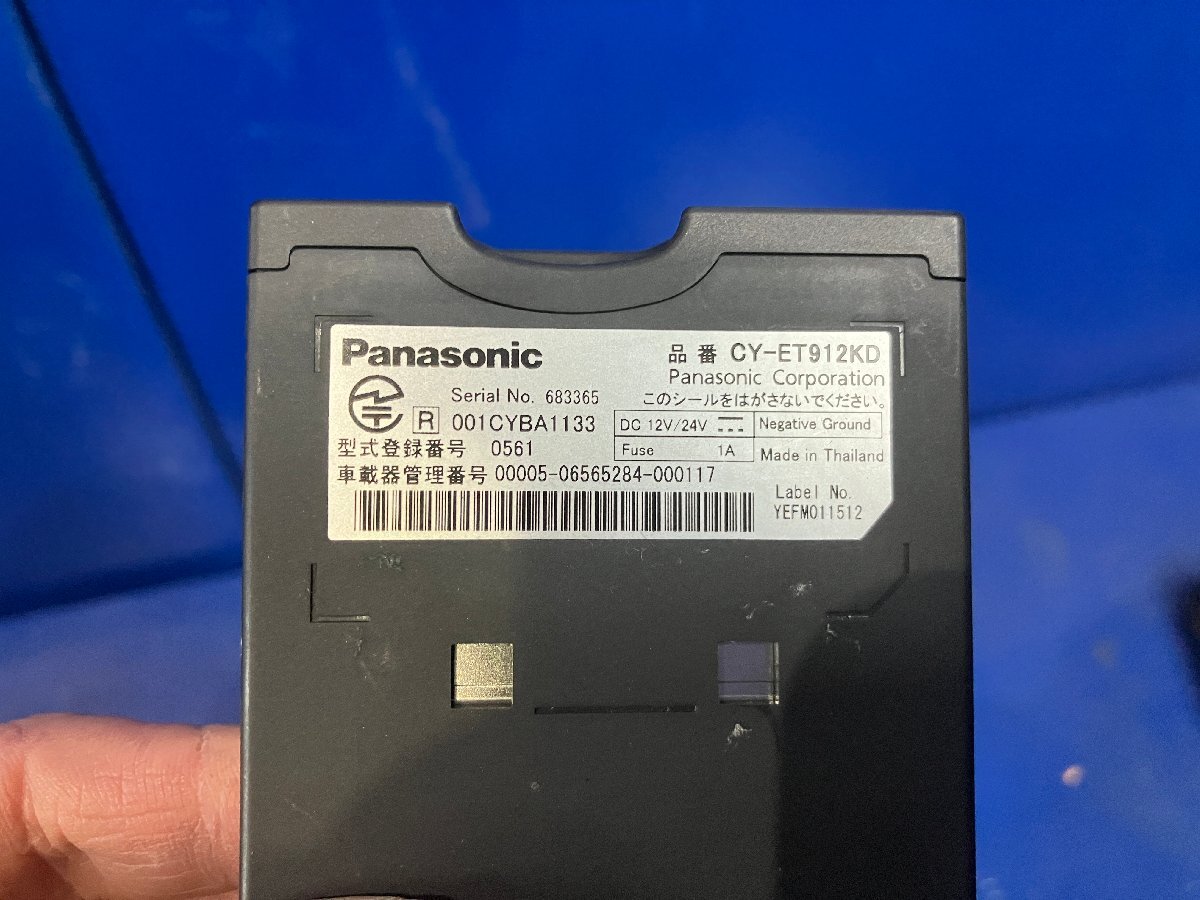 Panasonic 品番 CY-ET912KD
Panasonic Corporation
Serial No. 683365 このシールをはがさないでください。
R 001CYBA1133 DC 12V/24V Negative Ground
型式登録番号 0561 Fuse 1A Made in Thailand
車載器管理番号 00005-06565284-000117
Label No.
YEFM011512